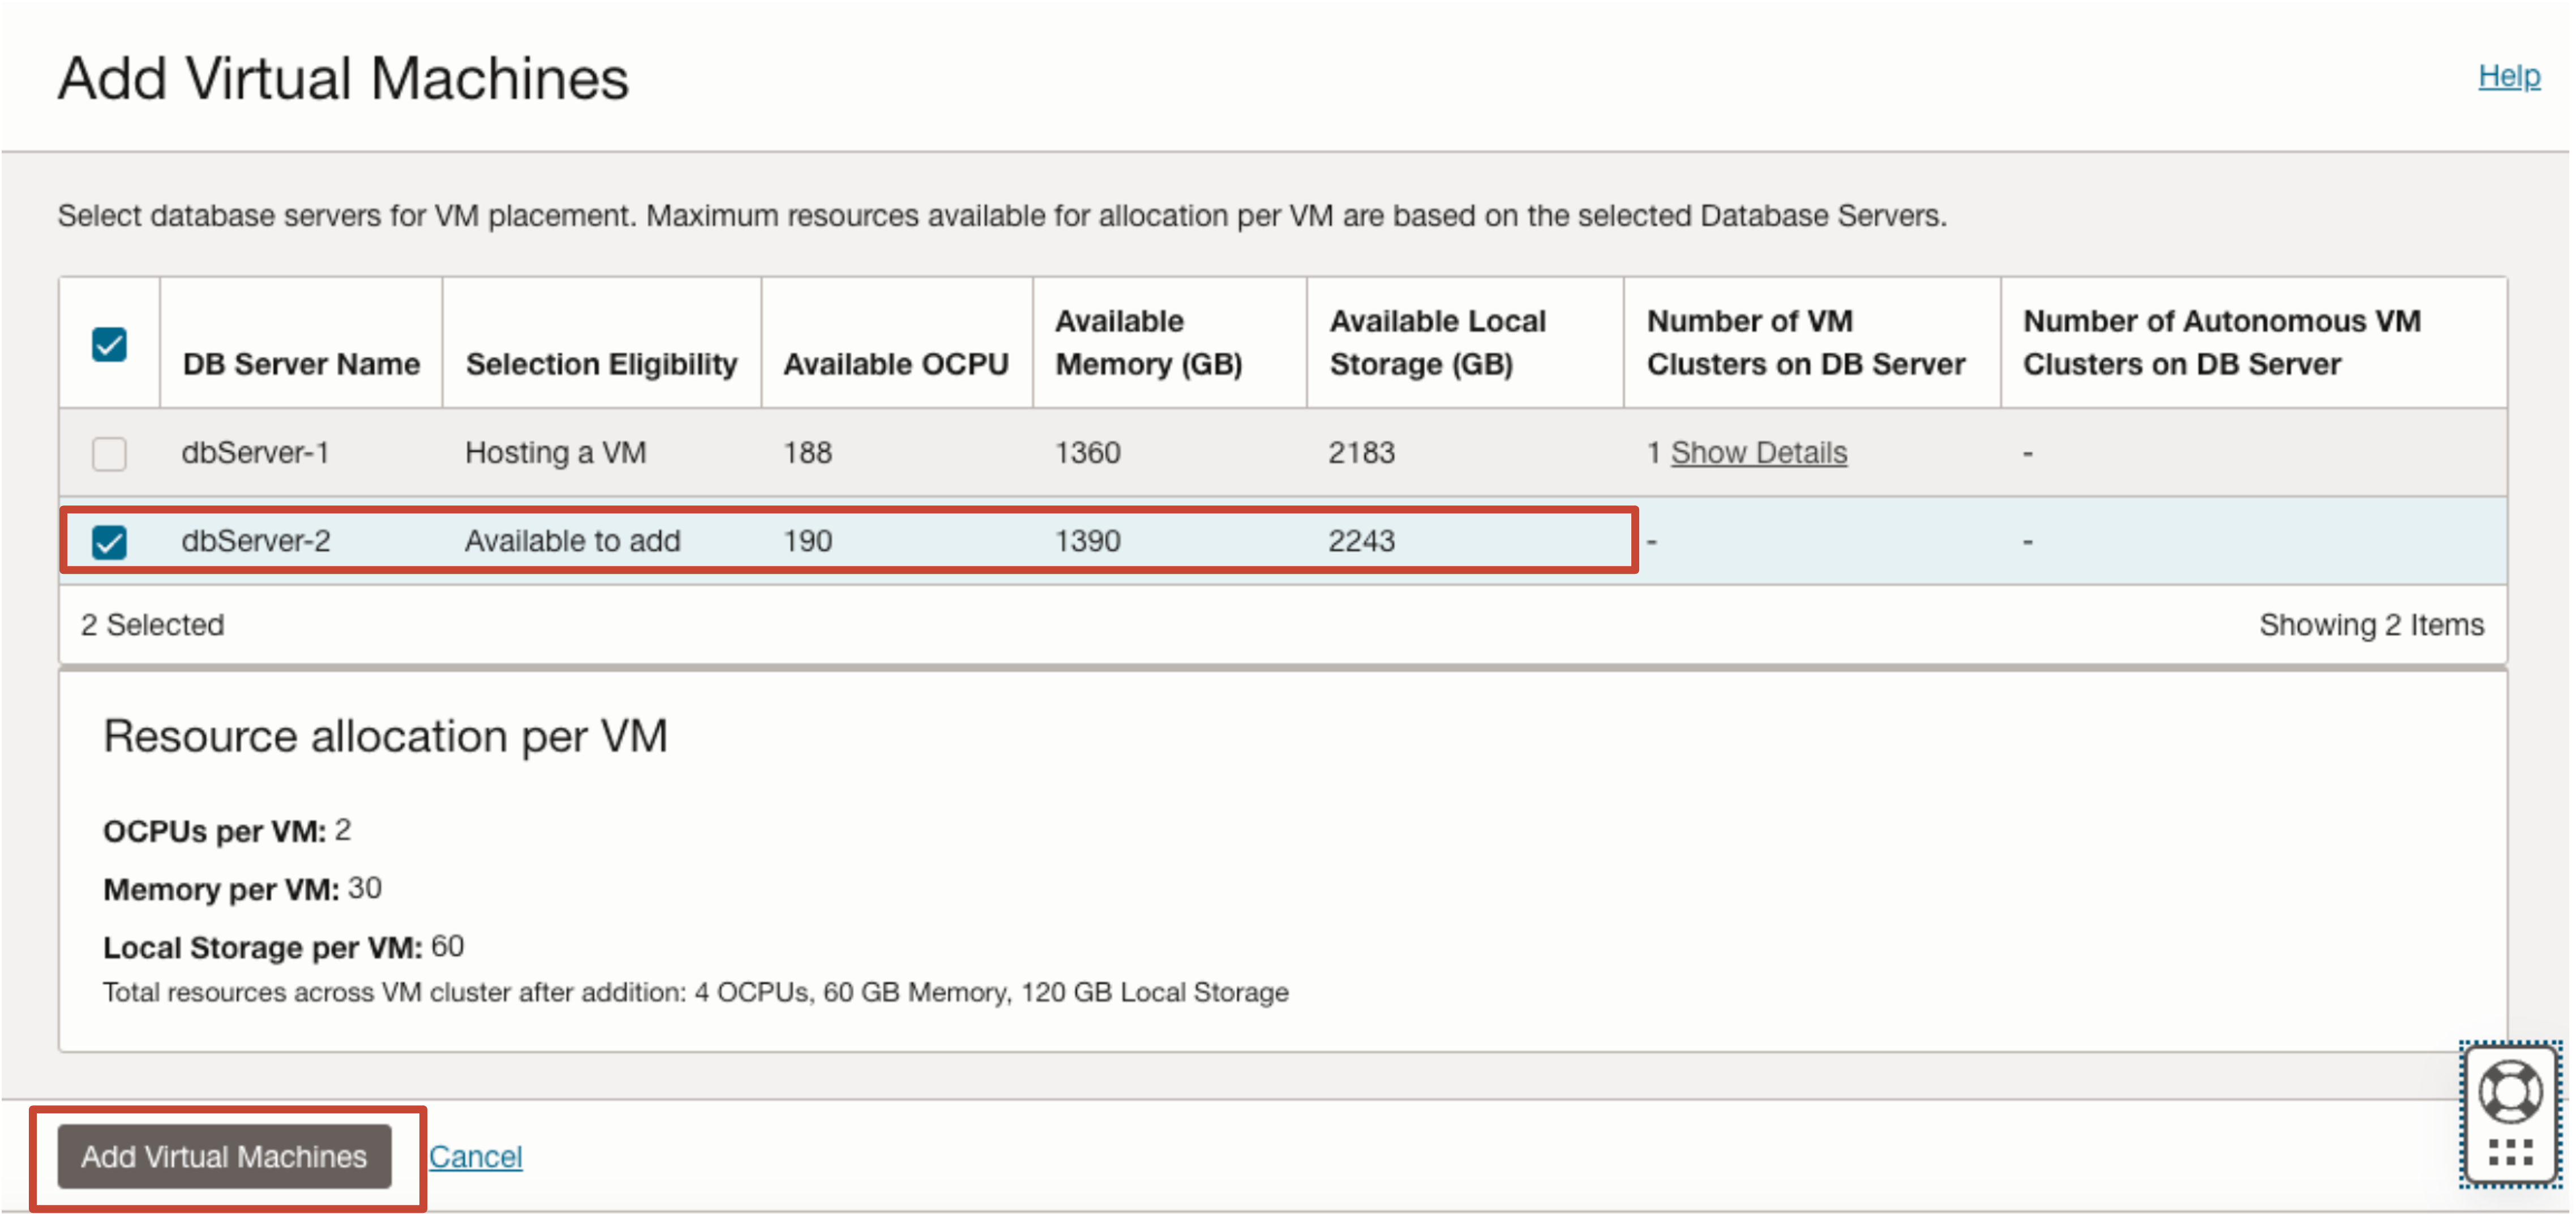 Add Virtual Machines
Help
Select database servers for VM placement. Maximum resources available for allocation per VM are based on the selected Database Servers.
DB Server Name Selection Eligibility Available OCPU Available Memory (GB) Available Local Storage (GB) Number of VM Clusters on DB Server Number of Autonomous VM Clusters on DB Server
dbServer-1 Hosting a VM 188 1360 2183 1 Show Details -
dbServer-2 Available to add 190 1390 2243 - -
2 Selected Showing 2 Items
Resource allocation per VM
OCPUs per VM: 2
Memory per VM: 30
Local Storage per VM: 60
Total resources across VM cluster after addition: 4 OCPUs, 60 GB Memory, 120 GB Local Storage
Add Virtual Machines Cancel